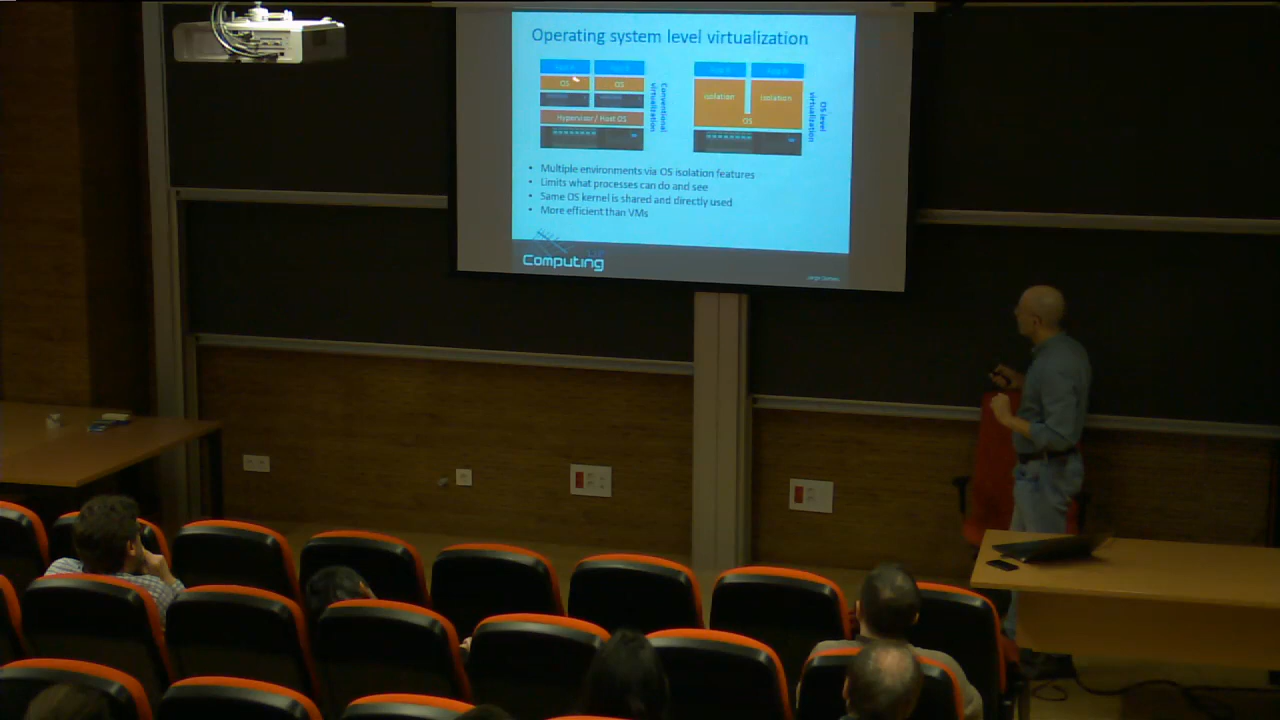 Operating system level virtualization
OS
OS
Hypervisor / Host OS
Conventional
virtualization
isolation
isolation
OS
OS level
virtualization
• Multiple environments via OS isolation features
• Limits what processes can do and see
• Same OS kernel is shared and directly used
• More efficient than VMs
Computing